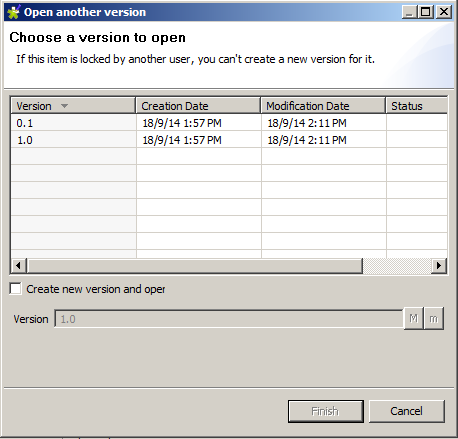 Open another version
Choose a version to open
If this item is locked by another user, you can't create a new version for it.
Version Creation Date Modification Date Status
0.1 18/9/14 1:57 PM 18/9/14 2:11 PM
1.0 18/9/14 1:57 PM 18/9/14 2:11 PM
Create new version and oper
Version 1.0 M m
Finish Cancel